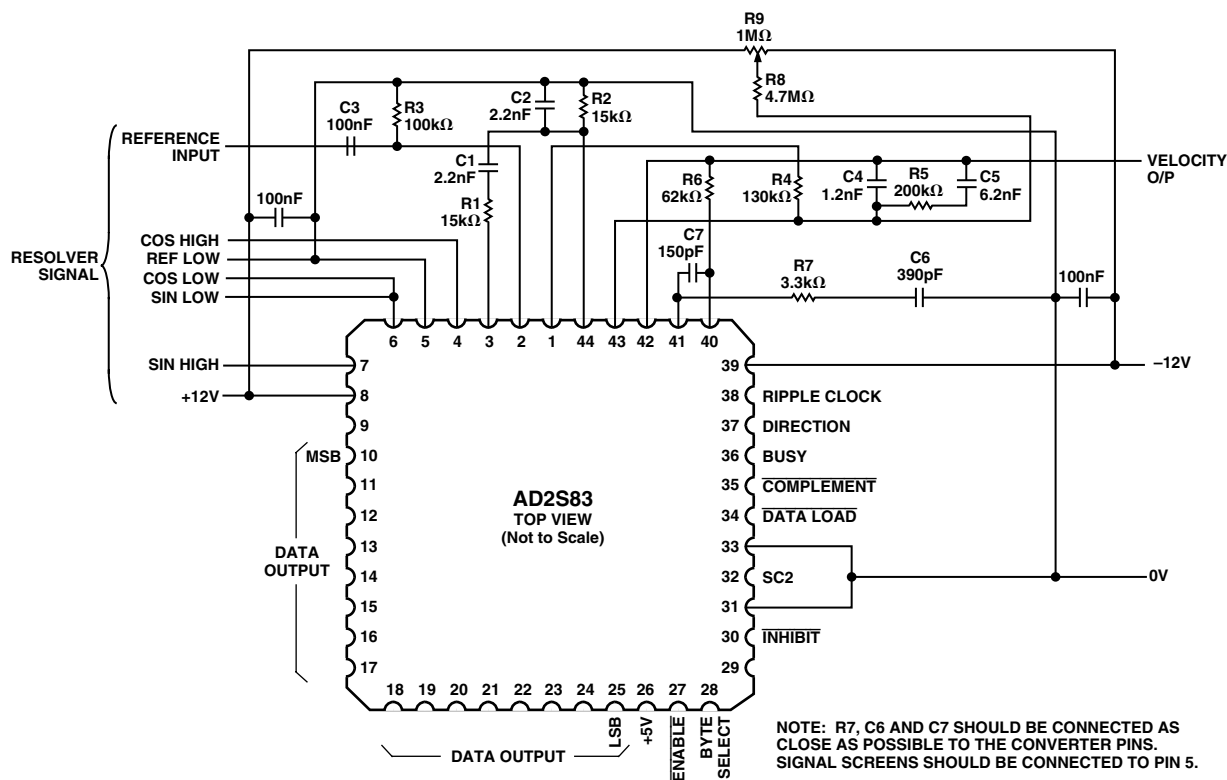 R9
1MΩ
R8
4.7MΩ
C3
100nF
R3
100kΩ
C2
2.2nF
R2
15kΩ
REFERENCE
INPUT
C1
2.2nF
R1
15kΩ
R6
62kΩ
R4
130kΩ
C4
1.2nF
R5
200kΩ
C5
6.2nF
VELOCITY
O/P
100nF
C7
150pF
R7
3.3kΩ
C6
390pF
100nF
RESOLVER
SIGNAL
COS HIGH
REF LOW
COS LOW
SIN LOW
SIN HIGH
+12V
6 5 4 3 2 1 44 43 42 41 40
7
8
9
MSB 10
11
12
13
14
15
16
17
DATA
OUTPUT
AD2S83
TOP VIEW
(Not to Scale)
39
–12V
38 RIPPLE CLOCK
37 DIRECTION
36 BUSY
35 COMPLEMENT
34 DATA LOAD
33
32 SC2
0V
31
30 INHIBIT
29
18 19 20 21 22 23 24 25 26 27 28
DATA OUTPUT
LSB
+5V
ENABLE
BYTE
SELECT
NOTE: R7, C6 AND C7 SHOULD BE CONNECTED AS
CLOSE AS POSSIBLE TO THE CONVERTER PINS.
SIGNAL SCREENS SHOULD BE CONNECTED TO PIN 5.